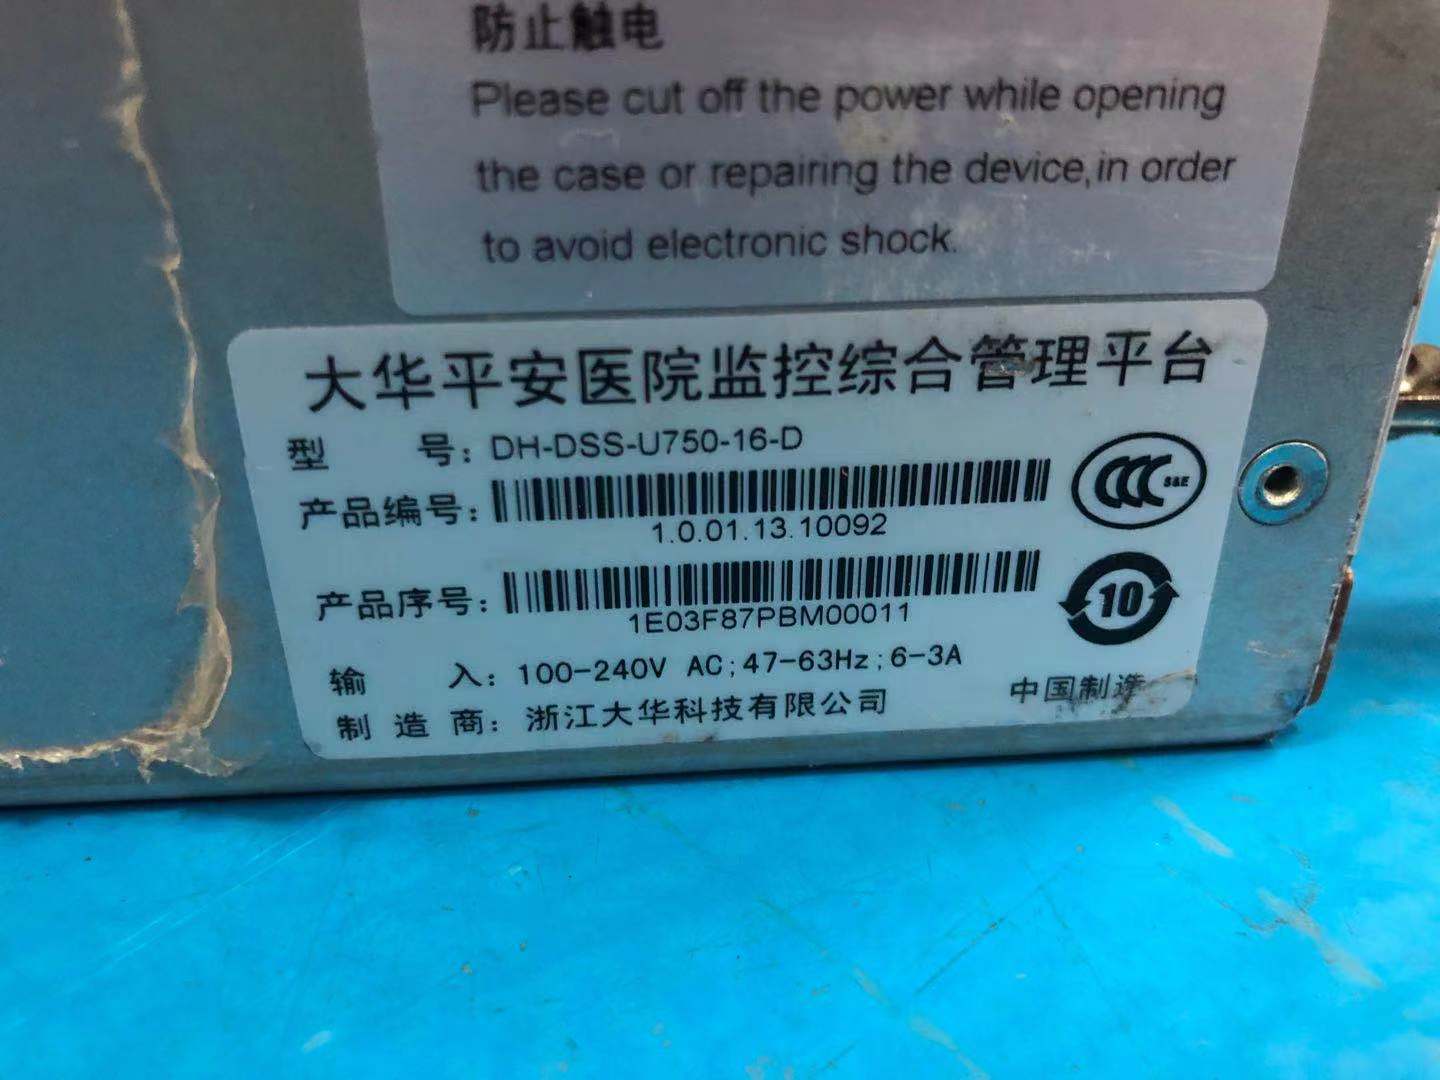 防止触电
Please cut off the power while opening
the case or repairing the device,in order
to avoid electronic shock.
大华平安医院监控综合管理平台
型 号: DH-DSS-U750-16-D
产品编号:
1.0.01.13.10092
CCC S&E
产品序号:
1E03F87PBM00011
10
输 入: 100-240V AC;47-63Hz;6-3A
制 造 商: 浙江大华科技有限公司
中国制造